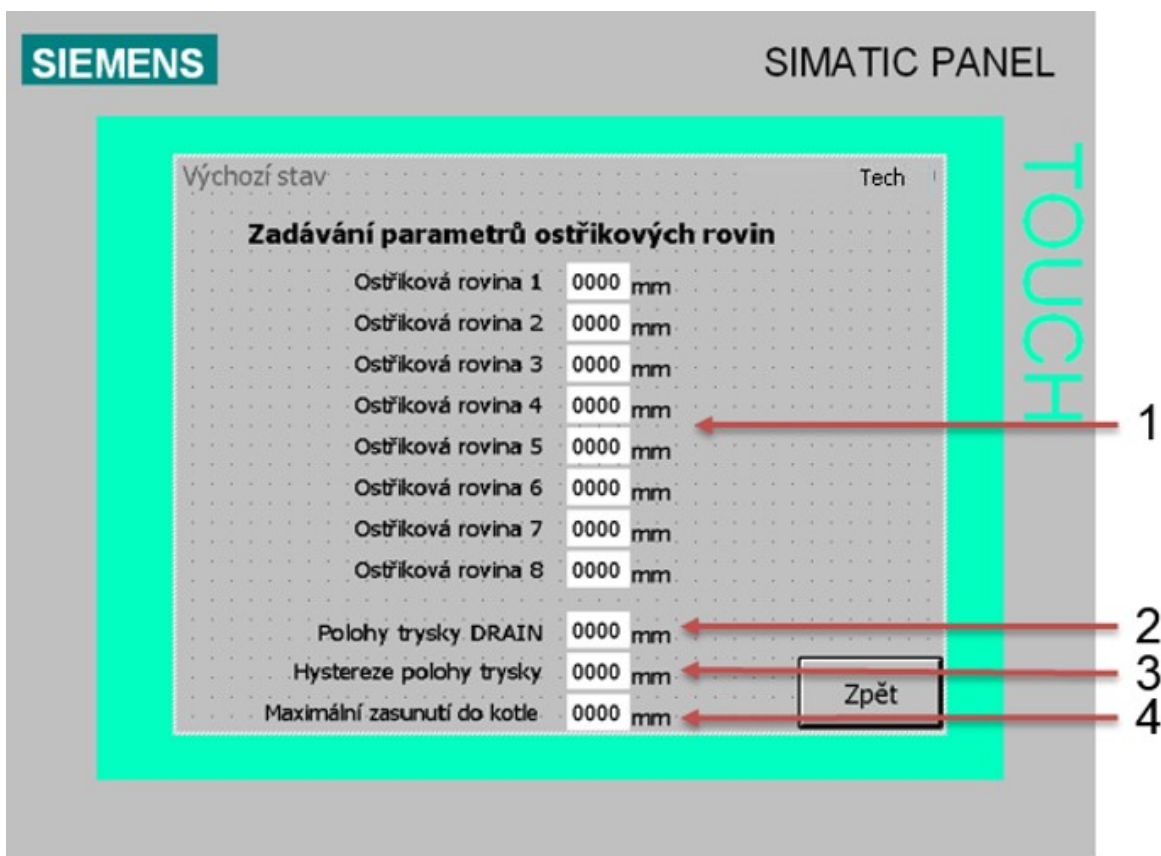 SIEMENS SIMATIC PANEL
TOUCH
Výchozí stav Tech
Zadávání parametrů ostřikových rovin
Ostřiková rovina 1 0000 mm
Ostřiková rovina 2 0000 mm
Ostřiková rovina 3 0000 mm
Ostřiková rovina 4 0000 mm
1
Ostřiková rovina 5 0000 mm
Ostřiková rovina 6 0000 mm
Ostřiková rovina 7 0000 mm
Ostřiková rovina 8 0000 mm
Polohy trysky DRAIN 0000 mm 2
Hystereze polohy trysky 0000 mm 3
Zpět
Maximální zasunutí do kotle 0000 mm 4